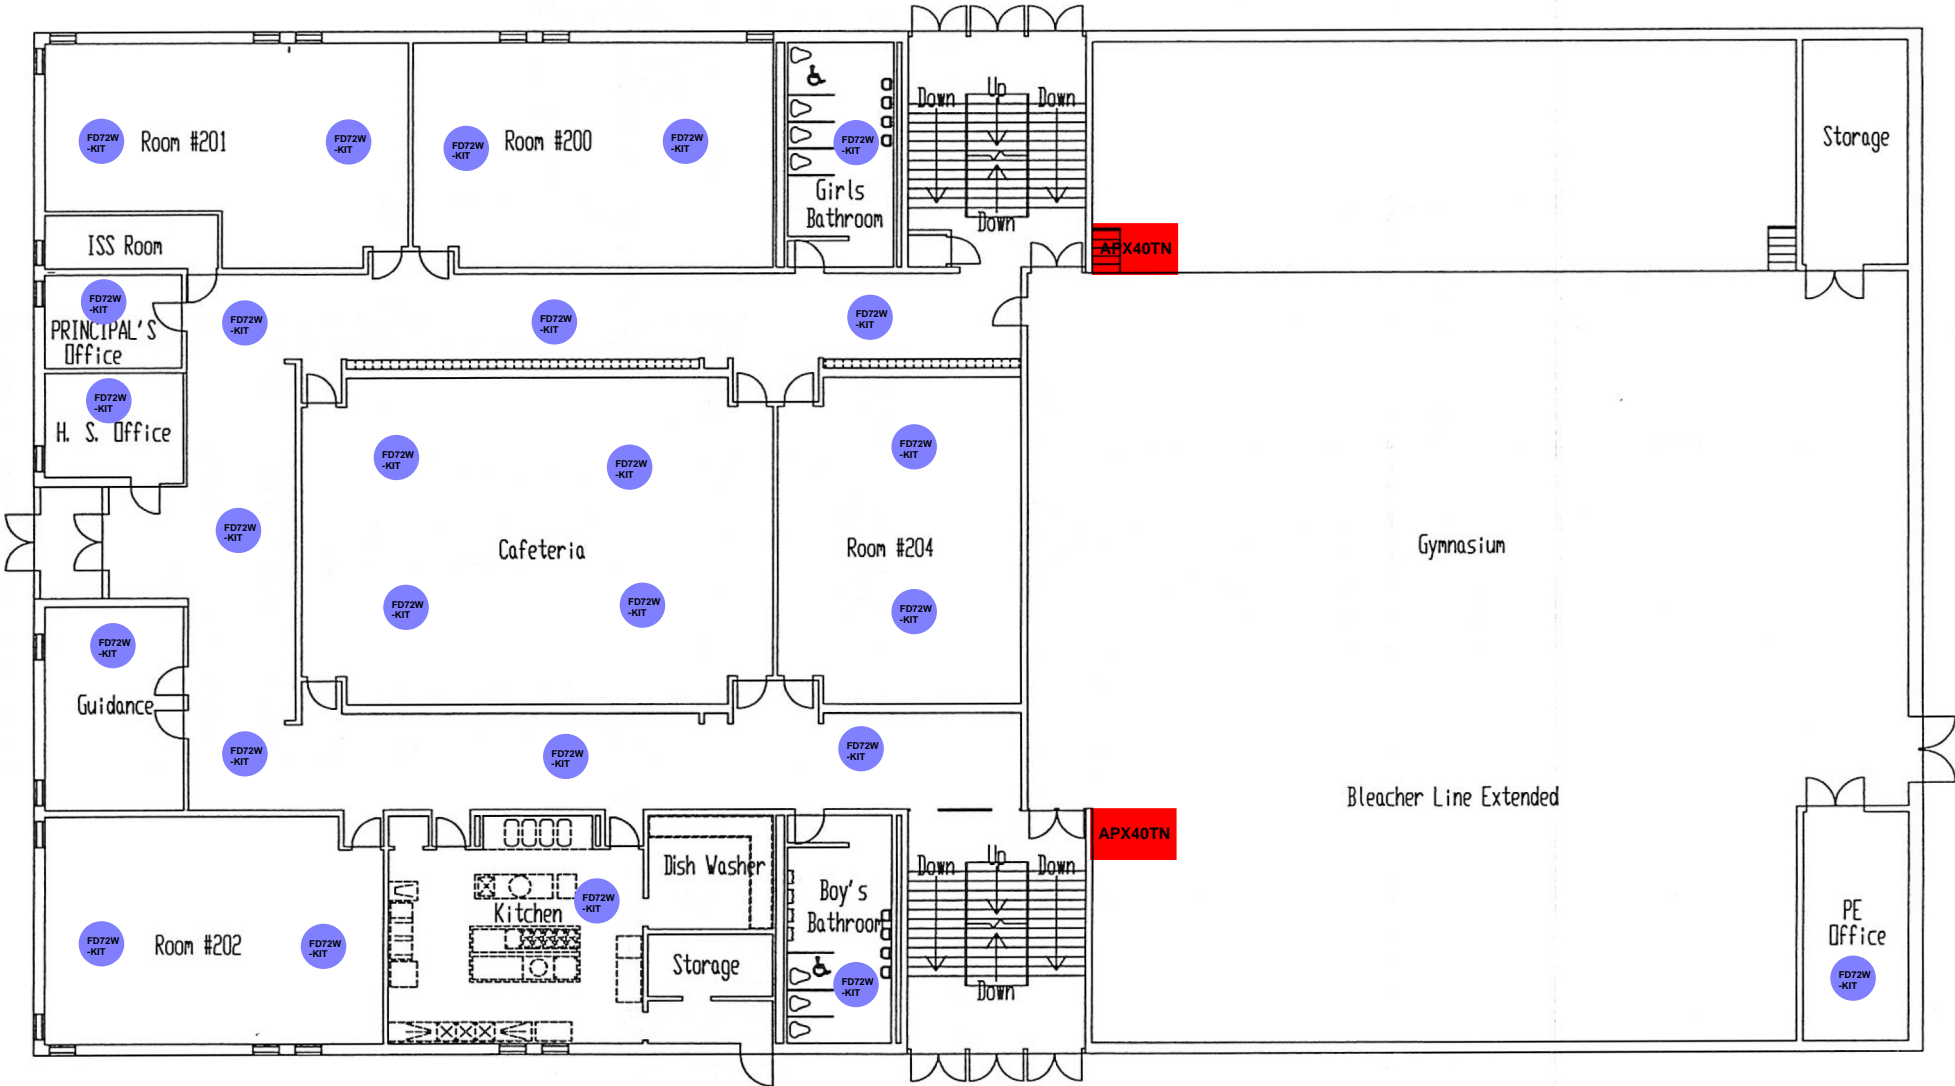 Down
Up
Down
FD72W
-KIT
Room #201
FD72W
-KIT
FD72W
-KIT
Room #200
FD72W
-KIT
FD72W
-KIT
Storage
Girls
Bathroom
Down
ISS Room
APX40TN
FD72W
-KIT
PRINCIPAL'S
Office
FD72W
-KIT
FD72W
-KIT
FD72W
-KIT
FD72W
-KIT
H. S. Office
FD72W
-KIT
FD72W
-KIT
FD72W
-KIT
FD72W
-KIT
Cafeteria
Room #204
Gymnasium
FD72W
-KIT
FD72W
-KIT
FD72W
-KIT
FD72W
-KIT
Guidance
FD72W
-KIT
FD72W
-KIT
FD72W
-KIT
Bleacher Line Extended
APX40TN
Dish Washer
Down
Up
Down
Boy's
Bathroom
FD72W
-KIT
Kitchen
FD72W
-KIT
Room #202
FD72W
-KIT
Storage
FD72W
-KIT
Down
PE
Office
FD72W
-KIT